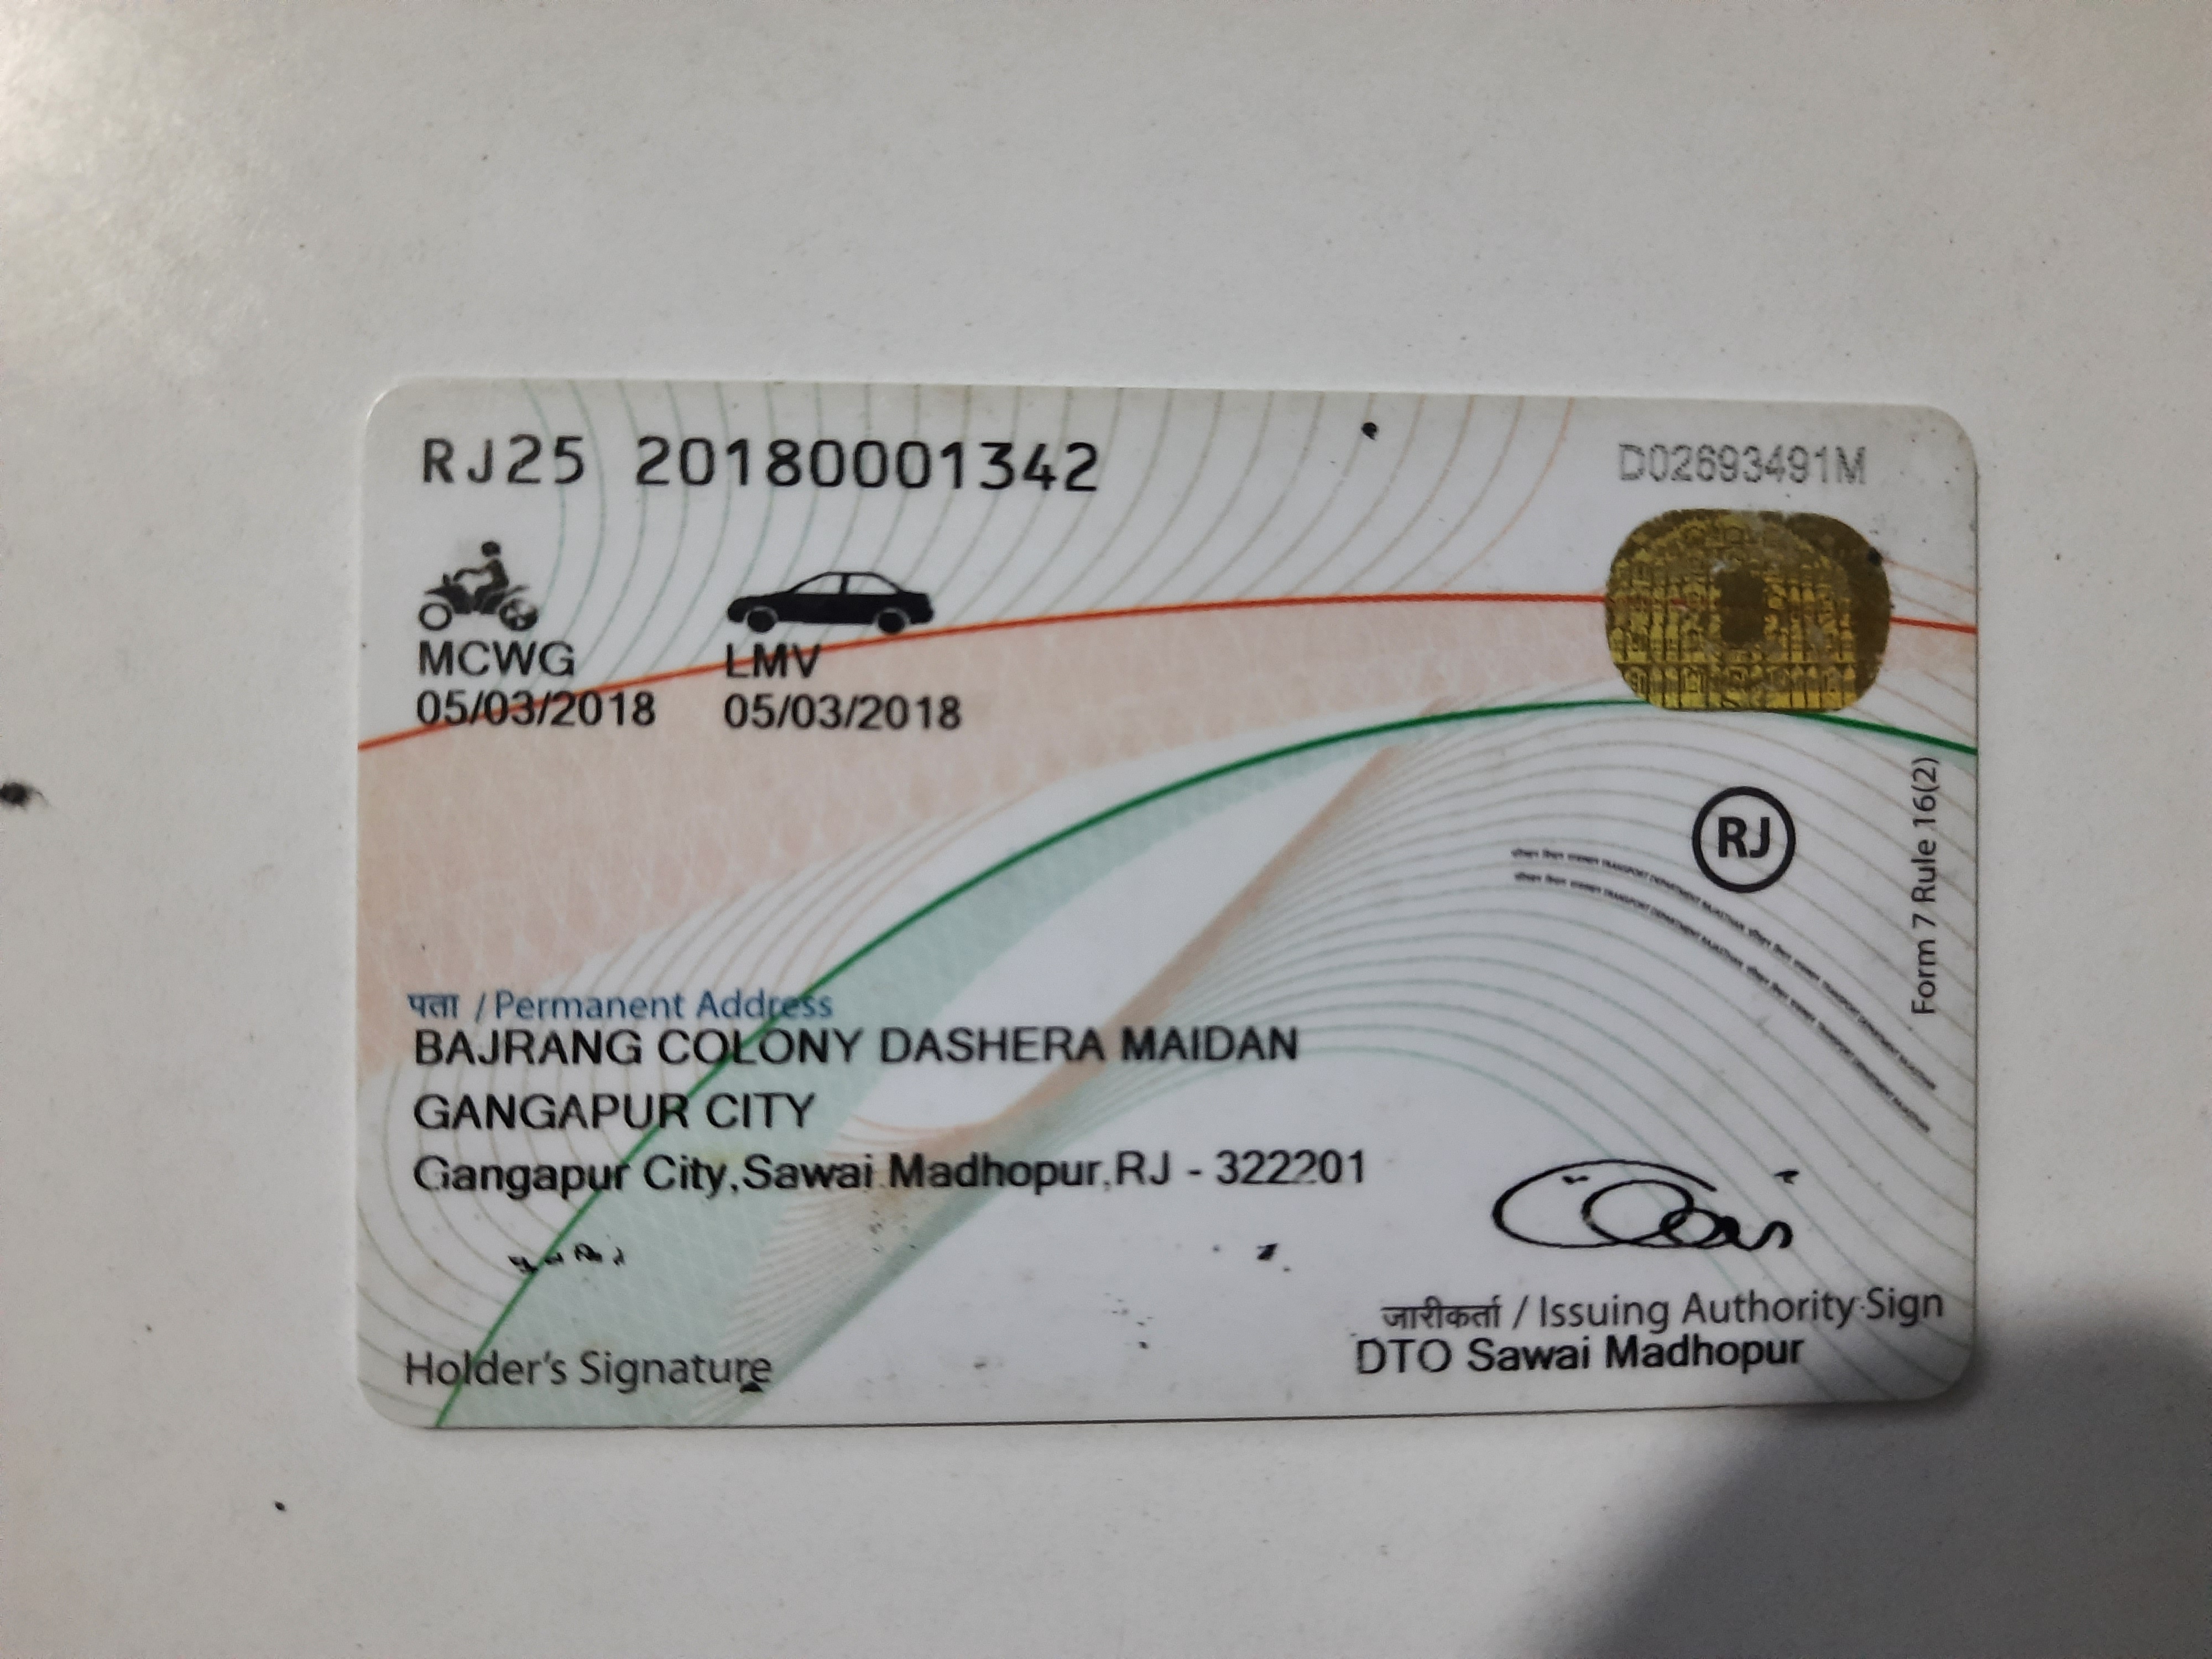 RJ25 20180001342
D02693491M
MCWG
05/03/2018
LMV
05/03/2018
RJ
Form 7 Rule 16(2)
पता / Permanent Address
BAJRANG COLONY DASHERA MAIDAN
GANGAPUR CITY
Gangapur City,Sawai Madhopur,RJ - 322201
जारीकर्ता / Issuing Authority Sign
DTO Sawai Madhopur
Holder's Signature